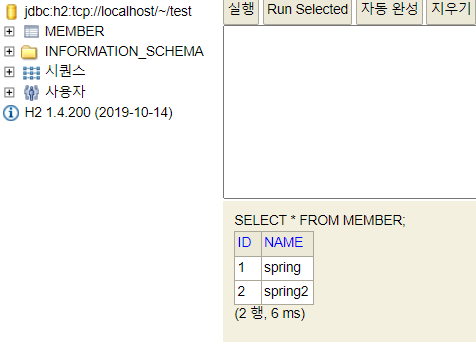 jdbc:h2:tcp://localhost/~/test
MEMBER
INFORMATION_SCHEMA
시퀀스
사용자
H2 1.4.200 (2019-10-14)
실행 Run Selected 자동 완성 지우기
SELECT * FROM MEMBER;
ID NAME
1 spring
2 spring2
(2 행, 6 ms)